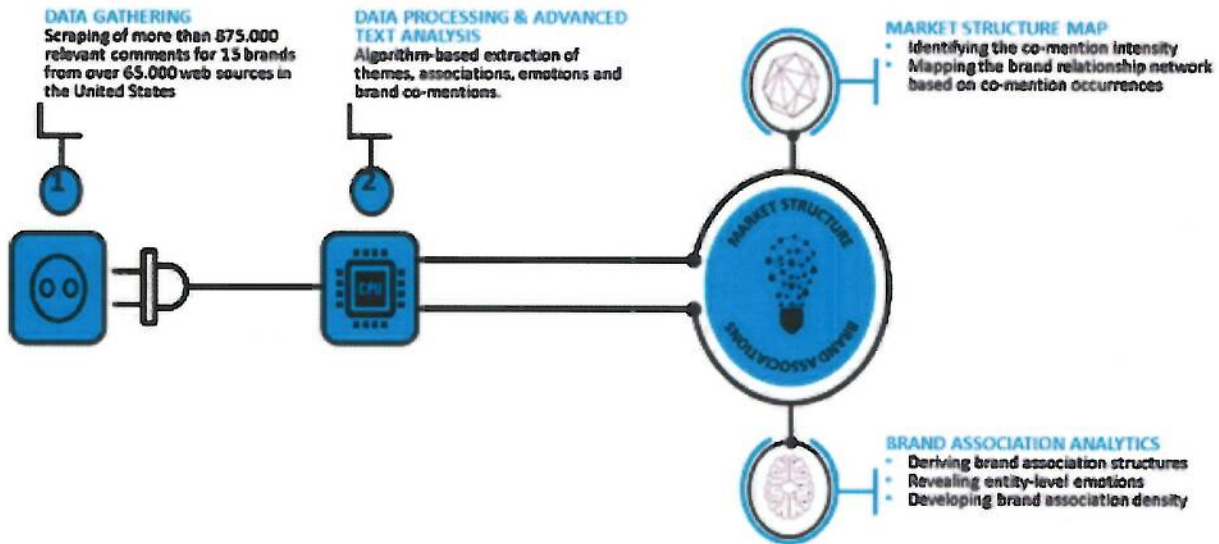 DATA GATHERING
Scraping of more than 875.000
relevant comments for 15 brands
from over 65.000 web sources in
the United States
1
DATA PROCESSING & ADVANCED
TEXT ANALYSIS
Algorithm-based extraction of
themes, associations, emotions and
brand co-mentions.
2
CPU
MARKET STRUCTURE
BRAND ASSOCIATIONS
MARKET STRUCTURE MAP
• Identifying the co-mention intensity
• Mapping the brand relationship network
based on co-mention occurrences
BRAND ASSOCIATION ANALYTICS
• Deriving brand association structures
• Revealing entity-level emotions
• Developing brand association density